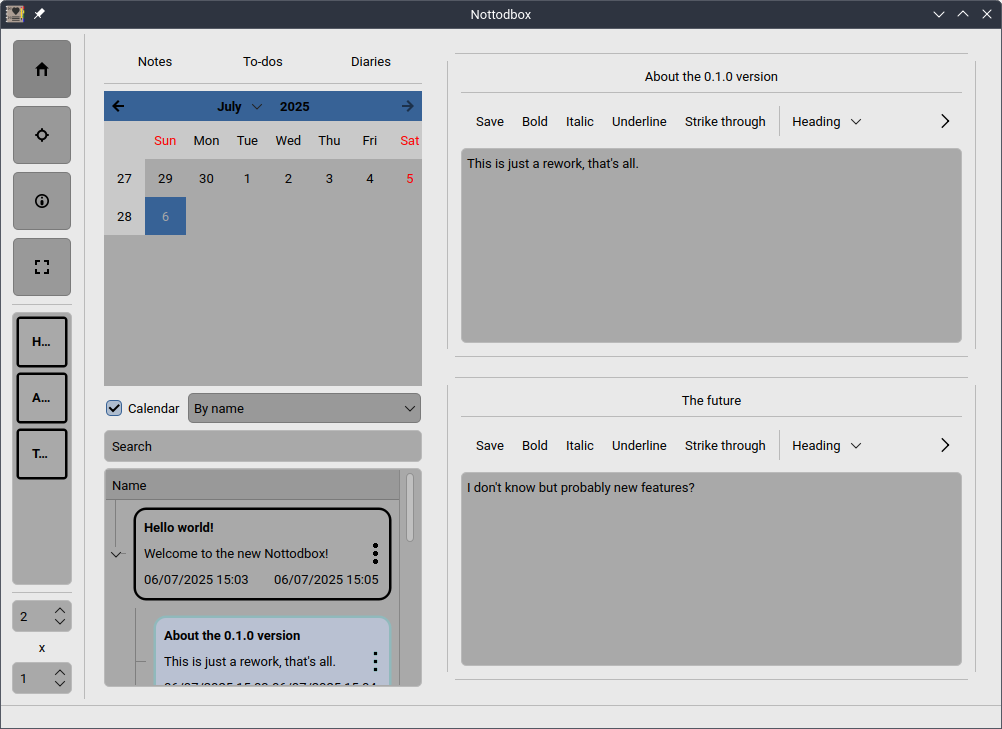 Nottodbox
Notes To-dos Diaries
July 2025
Sun Mon Tue Wed Thu Fri Sat
27 29 30 1 2 3 4 5
28 6
Calendar By name
Search
Name
Hello world!
Welcome to the new Nottodbox!
06/07/2025 15:03 06/07/2025 15:05
About the 0.1.0 version
This is just a rework, that's all.
H...
A...
T...
2
x
1
About the 0.1.0 version
Save Bold Italic Underline Strike through Heading
This is just a rework, that's all.
The future
Save Bold Italic Underline Strike through Heading
I don't know but probably new features?